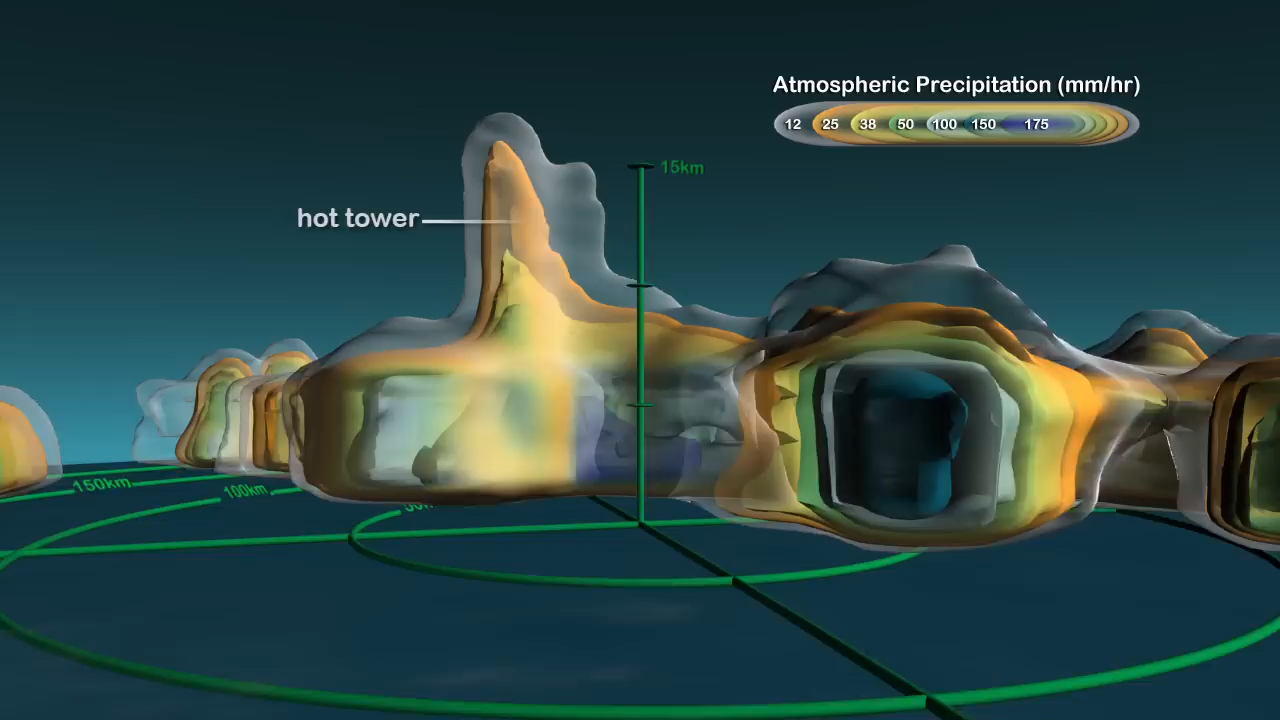 Atmospheric Precipitation (mm/hr)
12 25 38 50 100 150 175
15km
hot tower
150km
100km